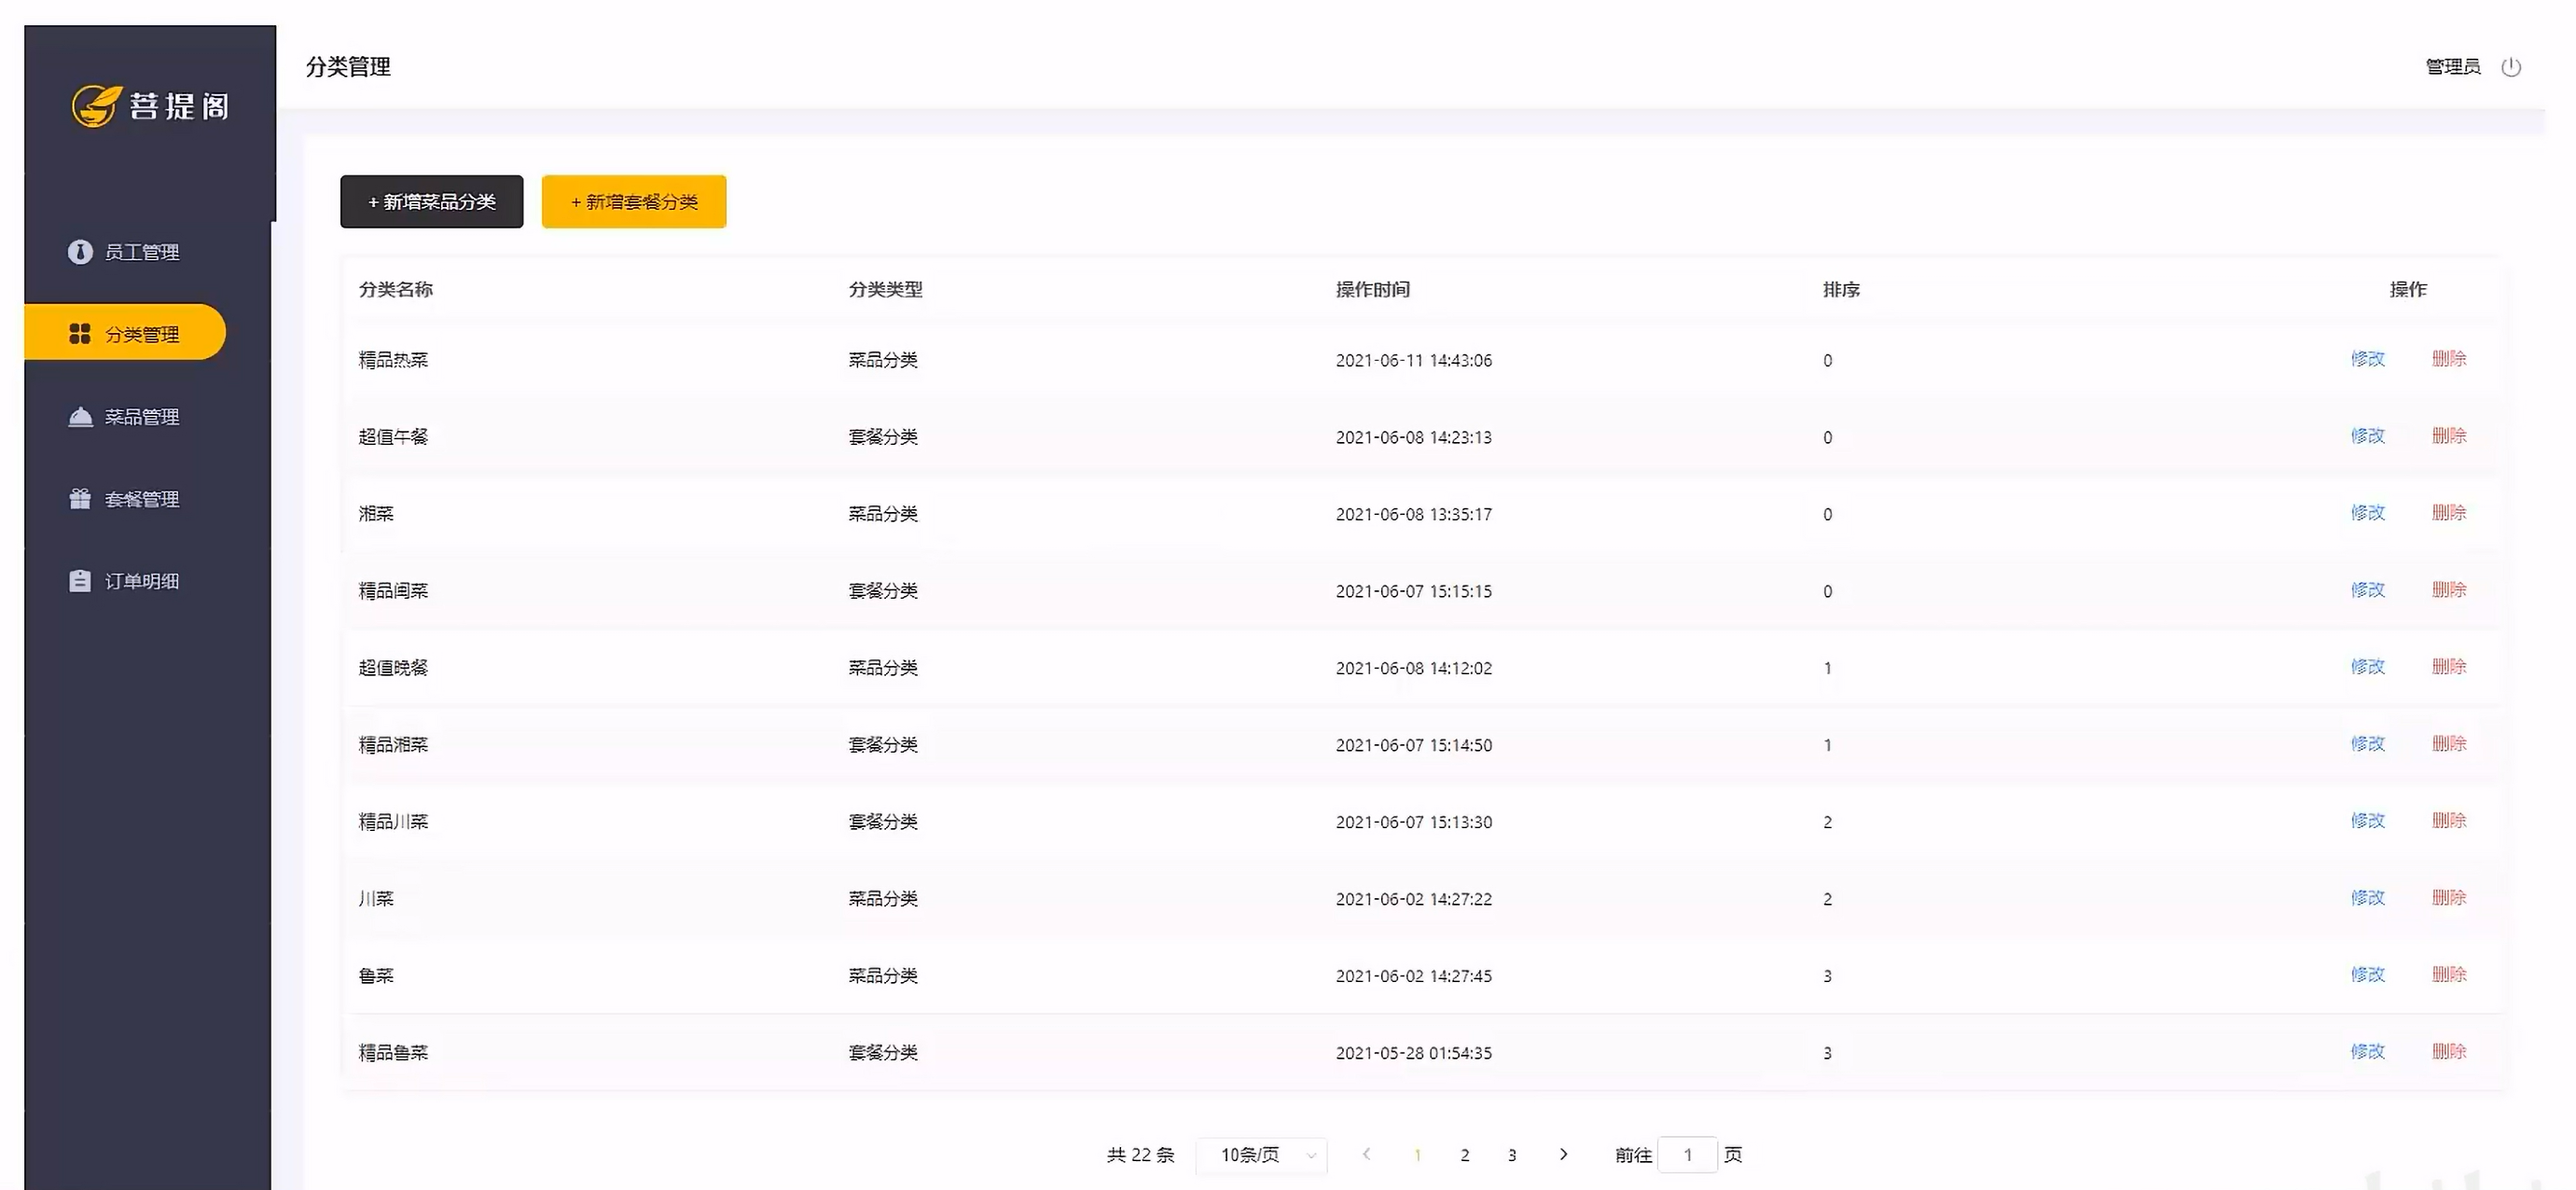 菩提阁
分类管理
管理员
员工管理
分类管理
菜品管理
套餐管理
订单明细
+ 新增菜品分类 + 新增套餐分类
分类名称 分类类型 操作时间 排序 操作
精品热菜 菜品分类 2021-06-11 14:43:06 0 修改 删除
超值午餐 套餐分类 2021-06-08 14:23:13 0 修改 删除
湘菜 菜品分类 2021-06-08 13:35:17 0 修改 删除
精品闽菜 套餐分类 2021-06-07 15:15:15 0 修改 删除
超值晚餐 菜品分类 2021-06-08 14:12:02 1 修改 删除
精品湘菜 套餐分类 2021-06-07 15:14:50 1 修改 删除
精品川菜 套餐分类 2021-06-07 15:13:30 2 修改 删除
川菜 菜品分类 2021-06-02 14:27:22 2 修改 删除
鲁菜 菜品分类 2021-06-02 14:27:45 3 修改 删除
精品鲁菜 套餐分类 2021-05-28 01:54:35 3 修改 删除
共 22 条 10条/页 1 2 3 前往 1 页